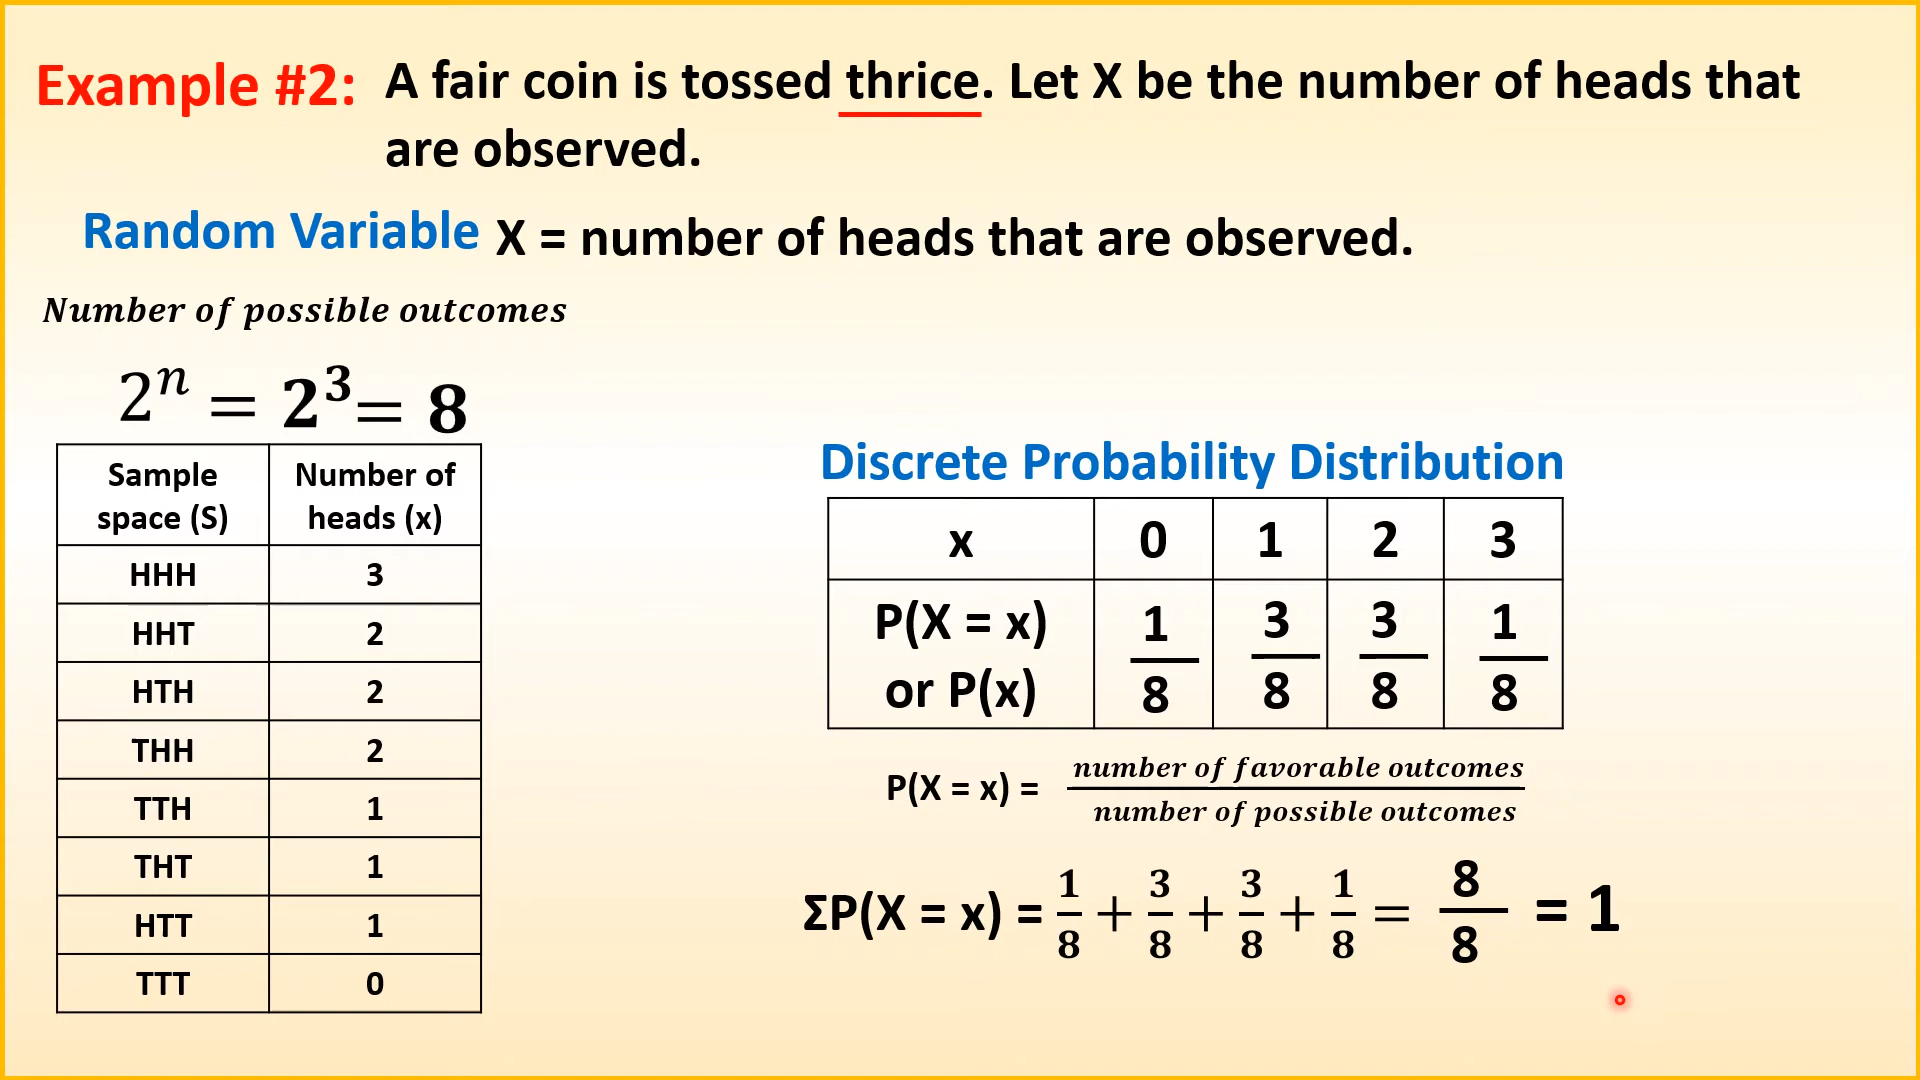 Example #2: A fair coin is tossed thrice. Let X be the number of heads that
are observed.
Random Variable X = number of heads that are observed.
Number of possible outcomes
2^n = 2^3 = 8
Sample space (S) | Number of heads (x)
HHH | 3
HHT | 2
HTH | 2
THH | 2
TTH | 1
THT | 1
HTT | 1
TTT | 0
Discrete Probability Distribution
x | 0 | 1 | 2 | 3
P(X = x) or P(x) | 1/8 | 3/8 | 3/8 | 1/8
P(X = x) = number of favorable outcomes / number of possible outcomes
ΣP(X = x) = 1/8 + 3/8 + 3/8 + 1/8 = 8/8 = 1